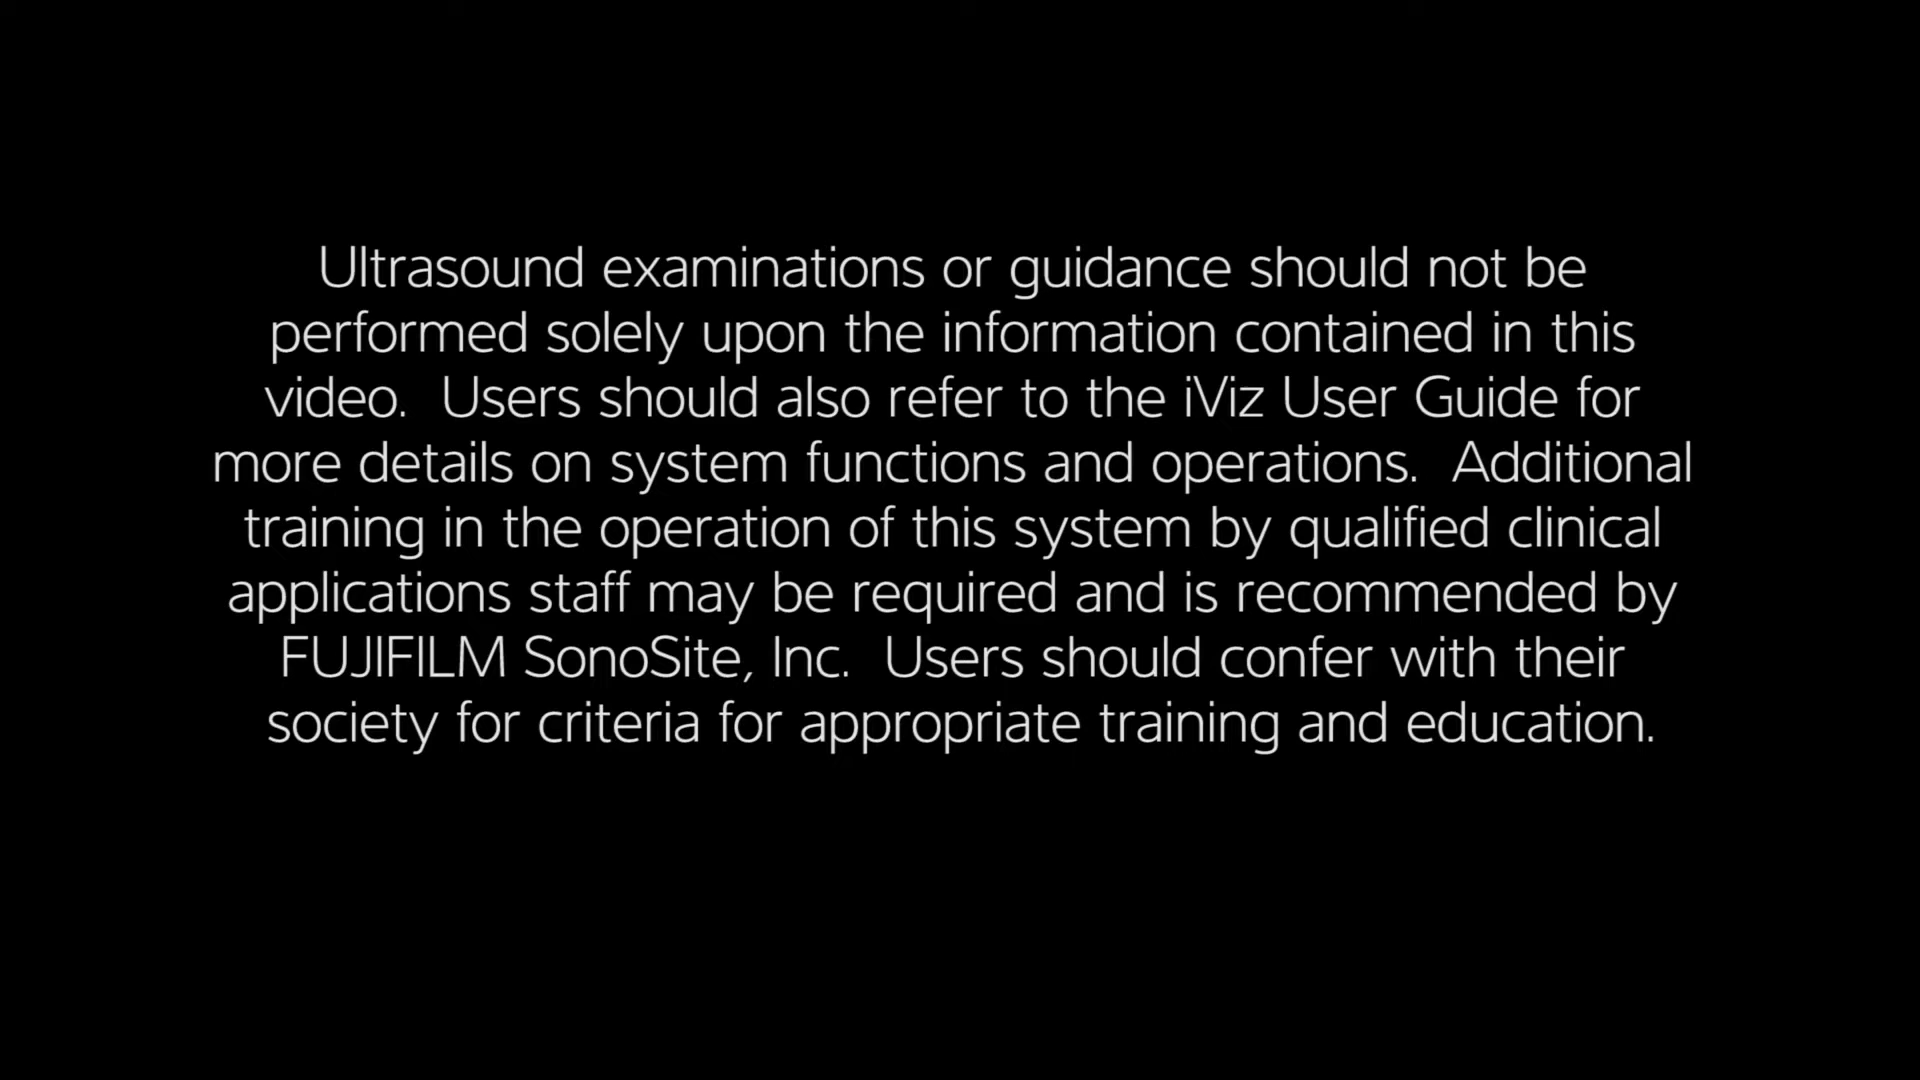 Ultrasound examinations or guidance should not be
performed solely upon the information contained in this
video.  Users should also refer to the iViz User Guide for
more details on system functions and operations.  Additional
training in the operation of this system by qualified clinical
applications staff may be required and is recommended by
FUJIFILM SonoSite, Inc.  Users should confer with their
society for criteria for appropriate training and education.